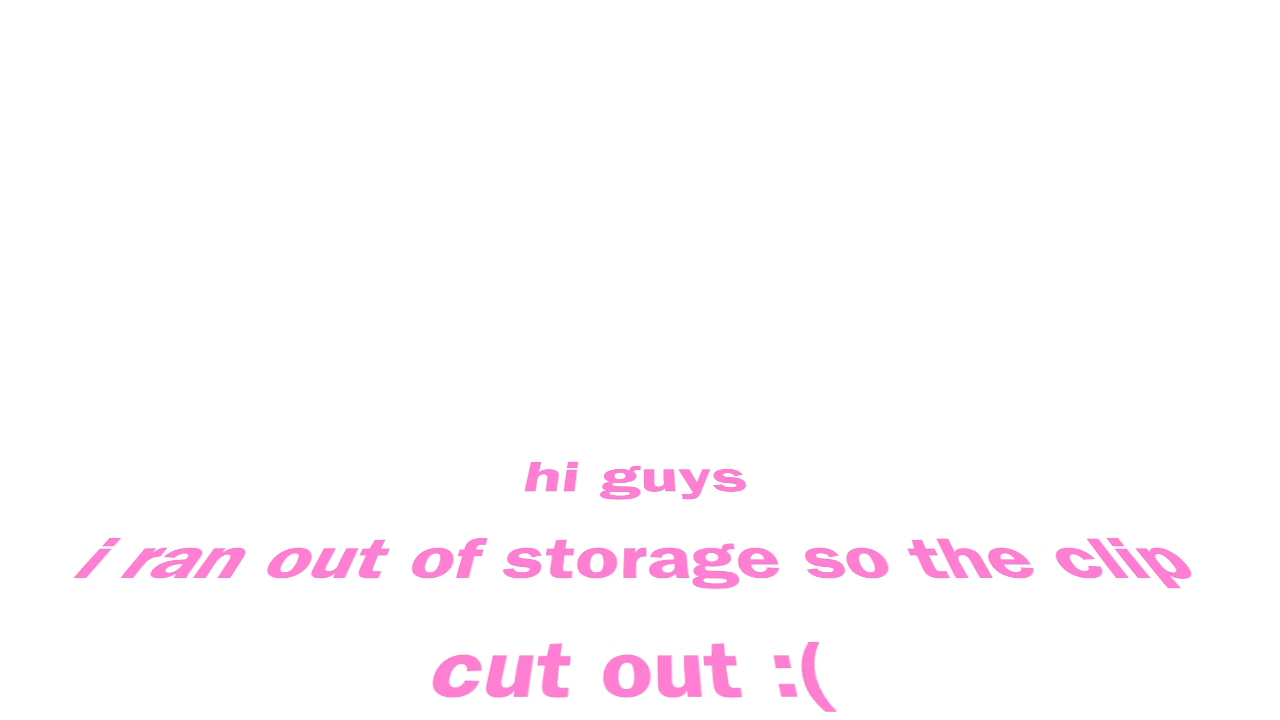 hi guys
i ran out of storage so the clip
cut out :(